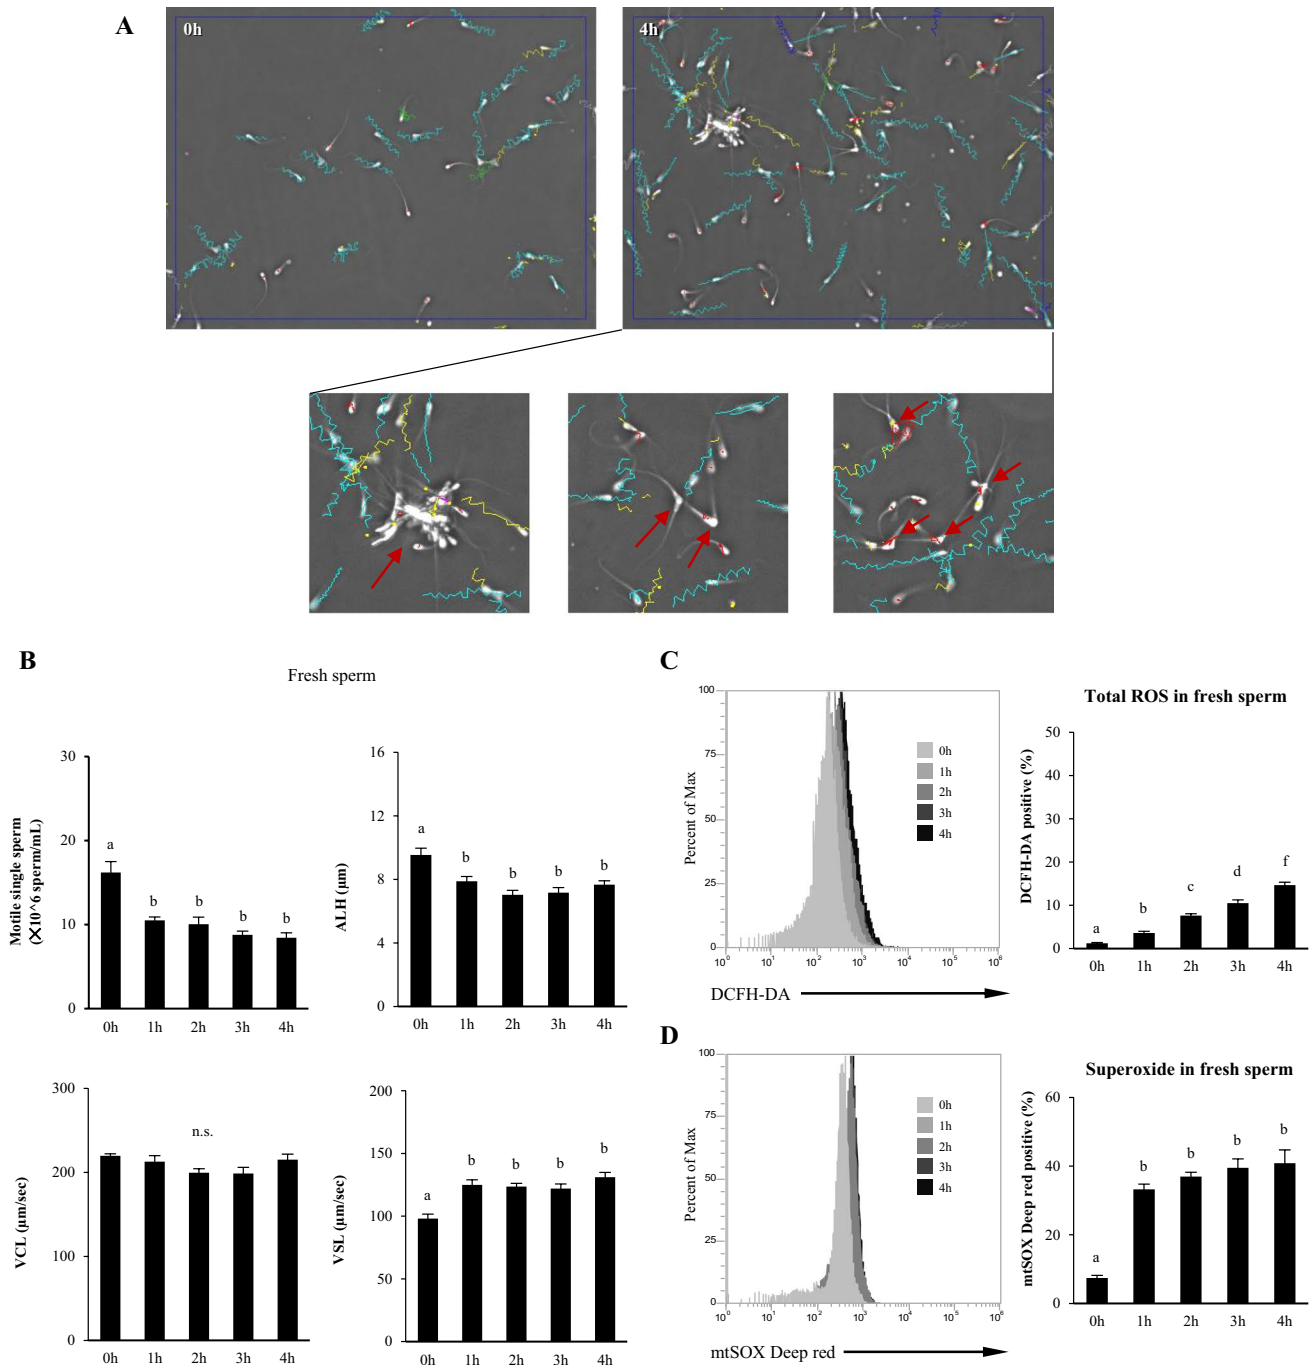 A
0h
4h
B
Fresh sperm
Motile single sperm
(×10^6 sperm/mL)
30
20
10
0
a
b
b
b
b
0h
1h
2h
3h
4h
ALH (μm)
16
12
8
4
0
a
b
b
b
b
0h
1h
2h
3h
4h
VCL (μm/sec)
300
200
100
0
n.s.
0h
1h
2h
3h
4h
VSL (μm/sec)
200
150
100
50
0
a
b
b
b
b
0h
1h
2h
3h
4h
C
Percent of Max
100
75
50
25
0
10^0
10^1
10^2
10^3
10^4
10^5
10^6
0h
1h
2h
3h
4h
DCFH-DA
Total ROS in fresh sperm
DCFH-DA positive (%)
50
40
30
20
10
0
a
b
c
d
f
0h
1h
2h
3h
4h
D
Percent of Max
100
75
50
25
0
10^0
10^1
10^2
10^3
10^4
10^5
10^6
0h
1h
2h
3h
4h
mtSOX Deep red
Superoxide in fresh sperm
mtSOX Deep red positive (%)
60
40
20
0
a
b
b
b
b
0h
1h
2h
3h
4h